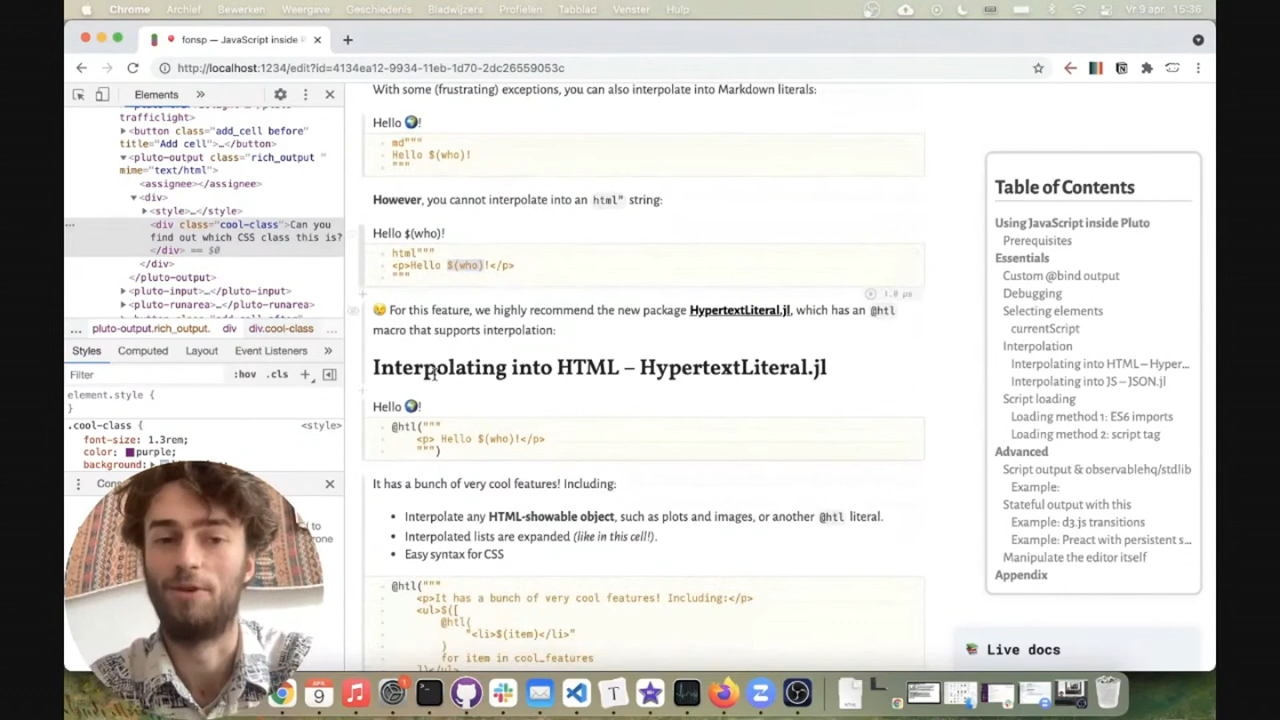 Chrome Archief Bewerken Weergave Geschiedenis Bladwijzers Profielen Tabblad Venster Hulp Vr 9 apr. 15:36
fonsp — JavaScript inside P
http://localhost:1234/edit?id=4134ea12-9934-11eb-1d70-2dc26559053c
Elements
trafficlight>
<button class="add_cell before"
title="Add cell">…</button>
<pluto-output class="rich_output "
mime="text/html">
<assignee></assignee>
<div>
<style>…</style>
<div class="cool-class">Can you
find out which CSS class this is?
</div> == $0
</div>
</pluto-output>
<pluto-input>…</pluto-input>
<pluto-runarea>…</pluto-runarea>
… pluto-output.rich_output. div div.cool-class …
Styles Computed Layout Event Listeners
Filter :hov .cls
element.style {
}
.cool-class { <style>
font-size: 1.3rem;
color: purple;
background:
With some (frustrating) exceptions, you can also interpolate into Markdown literals:
Hello 🌍!
md"""
Hello $(who)!
"""
However, you cannot interpolate into an html" string:
Hello $(who)!
html"""
<p>Hello $(who)!</p>
"""
1.0 μs
😉 For this feature, we highly recommend the new package HypertextLiteral.jl, which has an @htl
macro that supports interpolation:
Interpolating into HTML – HypertextLiteral.jl
Hello 🌍!
@htl("""
<p> Hello $(who)!</p>
""")
It has a bunch of very cool features! Including:
• Interpolate any HTML-showable object, such as plots and images, or another @htl literal.
• Interpolated lists are expanded (like in this cell!).
• Easy syntax for CSS
@htl("""
<p>It has a bunch of very cool features! Including:</p>
<ul>$([
@htl(
"<li>$(item)</li>"
)
for item in cool_features
])</ul>
Table of Contents
Using JavaScript inside Pluto
Prerequisites
Essentials
Custom @bind output
Debugging
Selecting elements
currentScript
Interpolation
Interpolating into HTML – Hyper…
Interpolating into JS – JSON.jl
Script loading
Loading method 1: ES6 imports
Loading method 2: script tag
Advanced
Script output & observablehq/stdlib
Example:
Stateful output with this
Example: d3.js transitions
Example: Preact with persistent s…
Manipulate the editor itself
Appendix
Live docs